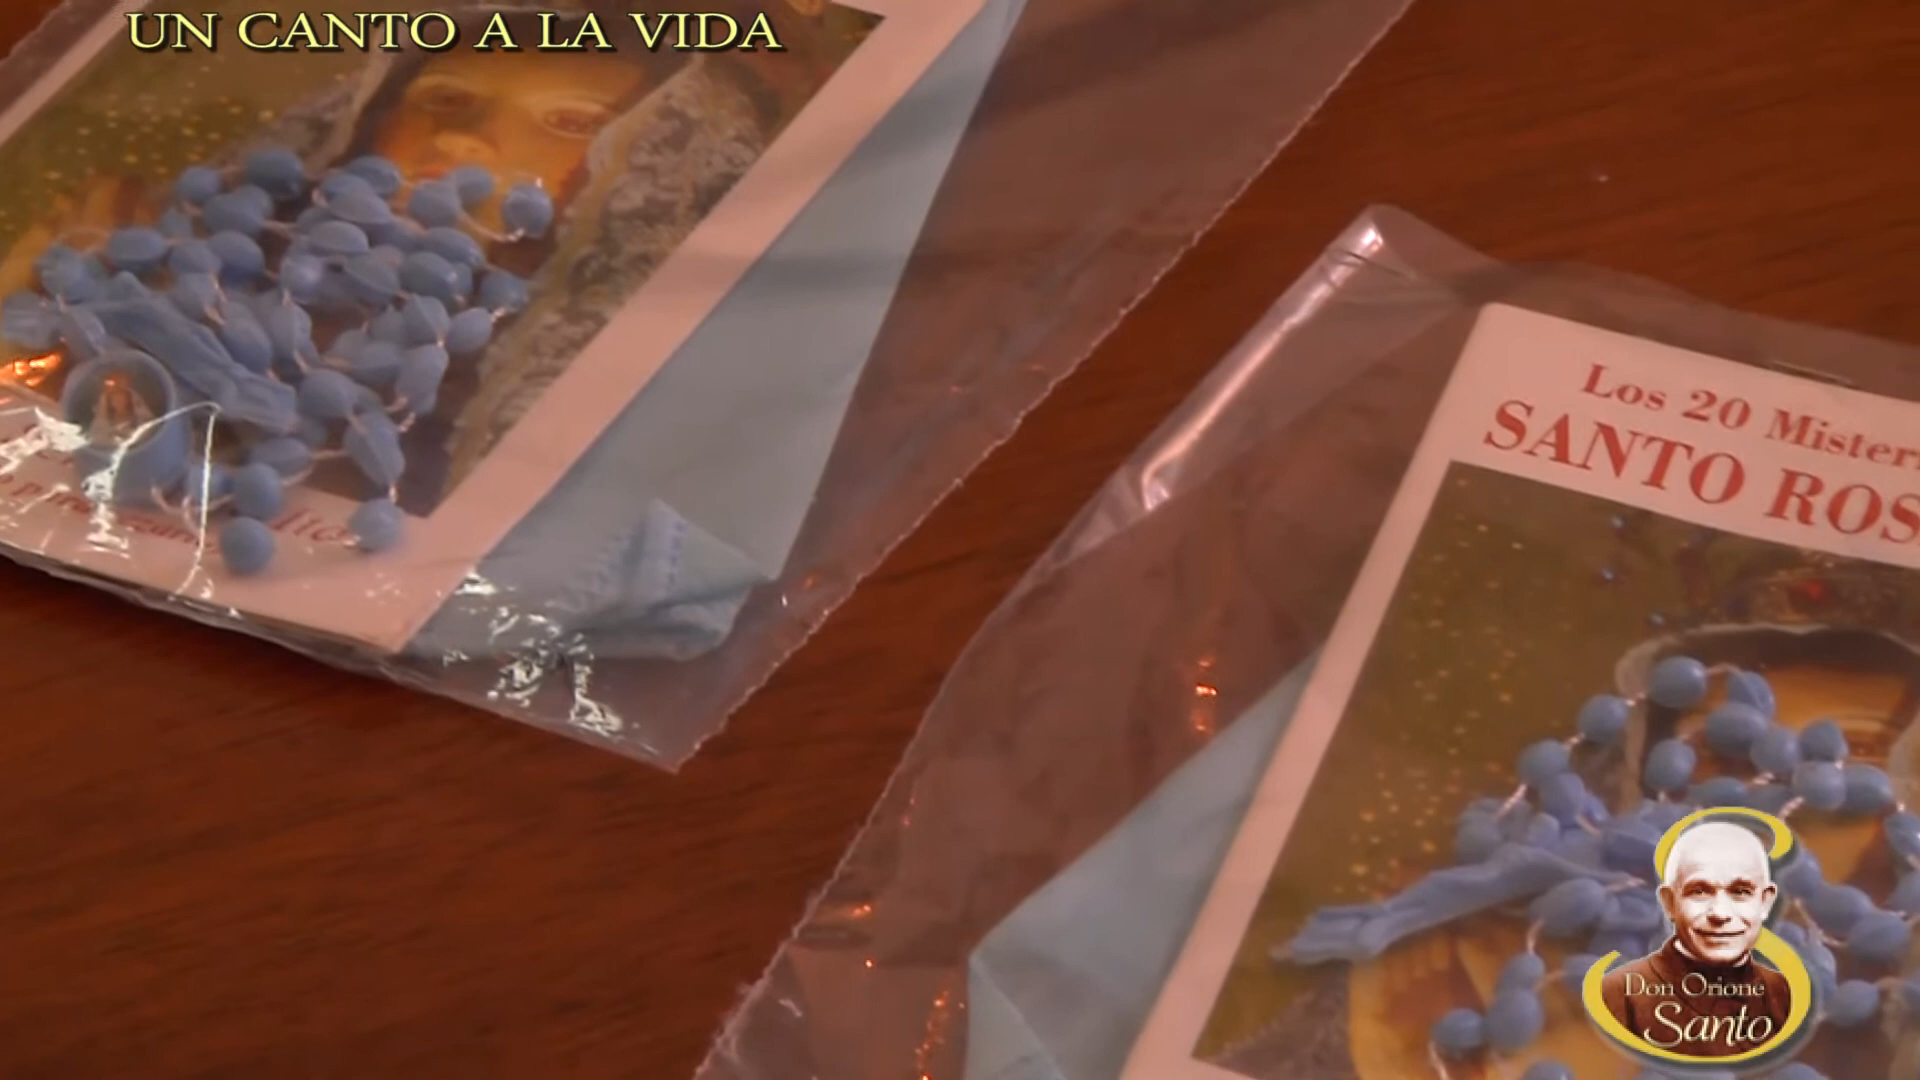 UN CANTO A LA VIDA
Los 20 Mister
SANTO ROS
Don Orione
Santo